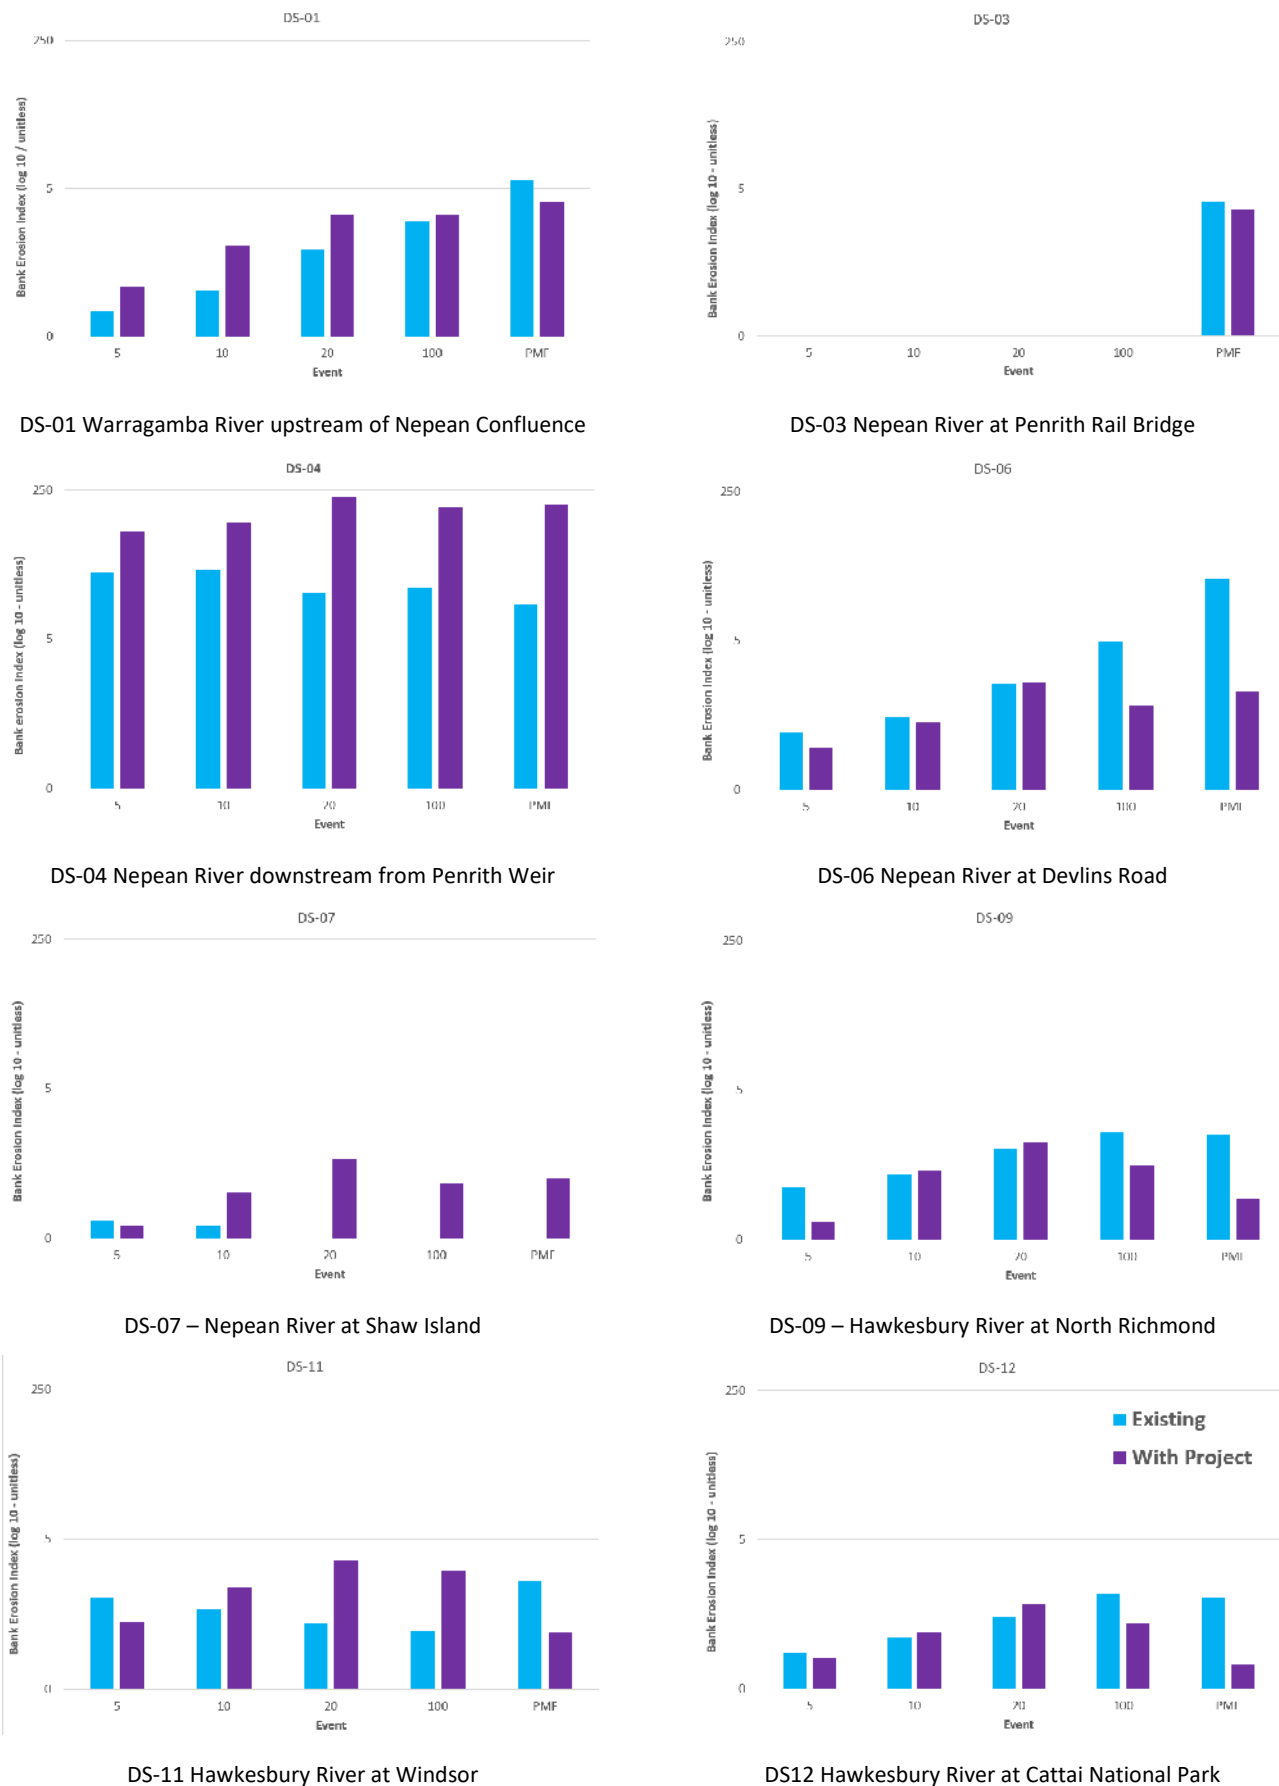 DS-01
250
5
0
Bank Erosion Index (log 10 / unitless)
5 10 20 100 PMF
Event
DS-01 Warragamba River upstream of Nepean Confluence
DS-03
250
5
0
Bank Erosion Index (log 10 - unitless)
5 10 20 100 PMF
Event
DS-03 Nepean River at Penrith Rail Bridge
DS-04
250
5
0
Bank erosion Index (log 10 - unitless)
5 10 20 100 PMF
Event
DS-04 Nepean River downstream from Penrith Weir
DS-06
250
5
0
Bank Erosion Index (log 10 - unitless)
5 10 20 100 PMF
Event
DS-06 Nepean River at Devlins Road
DS-07
250
5
0
Bank Erosion Index (log 10 - unitless)
5 10 20 100 PMF
Event
DS-07 – Nepean River at Shaw Island
DS-09
250
5
0
Bank Erosion Index (log 10 - unitless)
5 10 20 100 PMF
Event
DS-09 – Hawkesbury River at North Richmond
DS-11
250
5
0
Bank Erosion Index (log 10 - unitless)
5 10 20 100 PMF
Event
DS-11 Hawkesbury River at Windsor
DS-12
250
5
0
Bank Erosion Index (log 10 - unitless)
Existing
With Project
5 10 20 100 PMF
Event
DS12 Hawkesbury River at Cattai National Park